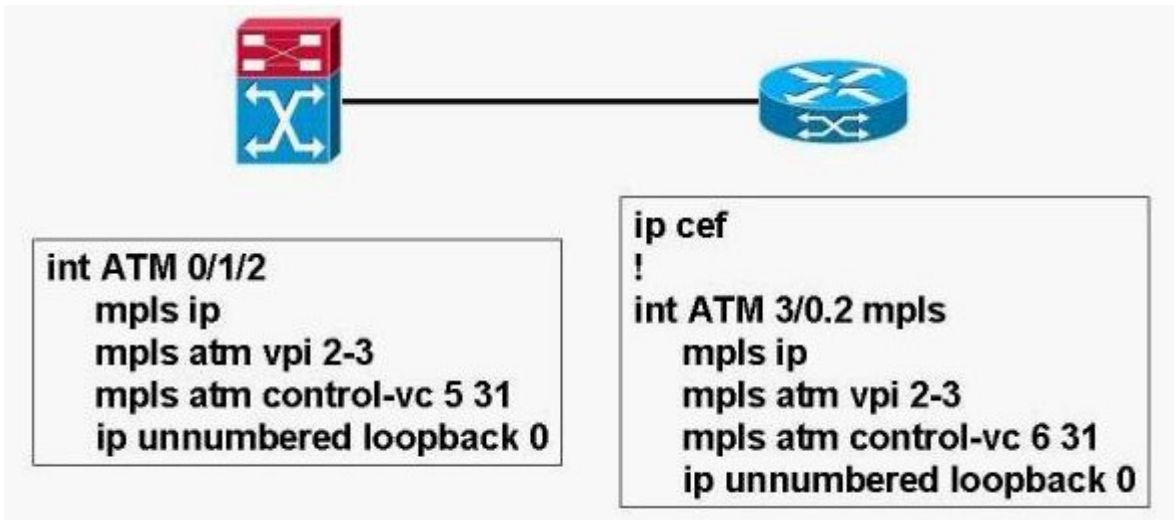 int ATM 0/1/2
mpls ip
mpls atm vpi 2-3
mpls atm control-vc 5 31
ip unnumbered loopback 0
ip cef
!
int ATM 3/0.2 mpls
mpls ip
mpls atm vpi 2-3
mpls atm control-vc 6 31
ip unnumbered loopback 0